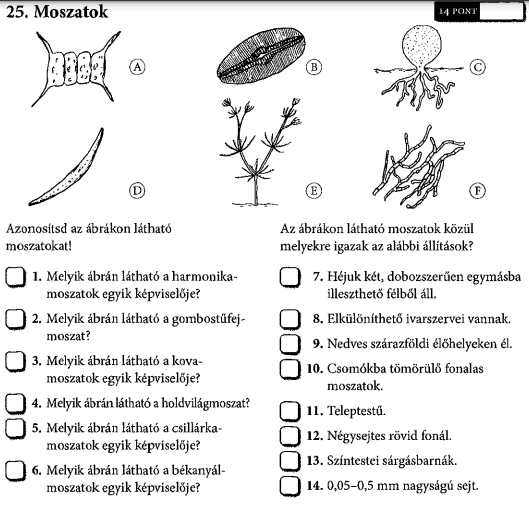 25. Moszatok
14 PONT
A
B
C
D
E
F
Azonosítsd az ábrákon látható
moszatokat!
1. Melyik ábrán látható a harmonika-
moszatok egyik képviselője?
2. Melyik ábrán látható a gombostűfej-
moszat?
3. Melyik ábrán látható a kova-
moszatok egyik képviselője?
4. Melyik ábrán látható a holdvilágmoszat?
5. Melyik ábrán látható a csillárka-
moszatok egyik képviselője?
6. Melyik ábrán látható a békanyál-
moszatok egyik képviselője?
Az ábrákon látható moszatok közül
melyekre igazak az alábbi állítások?
7. Héjuk két, dobozszerűen egymásba
illeszthető félből áll.
8. Elkülöníthető ivarszervei vannak.
9. Nedves szárazföldi élőhelyeken él.
10. Csomókba tömörülő fonalas
moszatok.
11. Teleptestű.
12. Négysejtes rövid fonál.
13. Színtestei sárgásbarnák.
14. 0,05–0,5 mm nagyságú sejt.